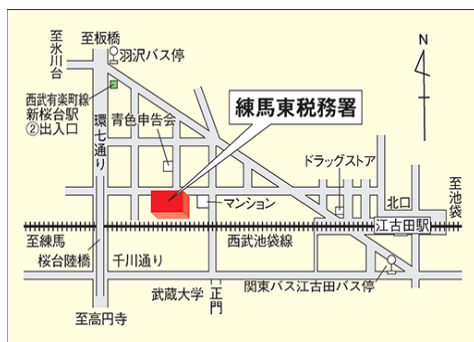 至氷川台
至板橋
羽沢バス停
N
西武有楽町線
新桜台駅
②出入口
環七通り
青色申告会
練馬東税務署
ドラッグストア
マンション
北口
至池袋
江古田駅
至練馬
西武池袋線
桜台陸橋
千川通り
武蔵大学
正門
関東バス江古田バス停
至高円寺